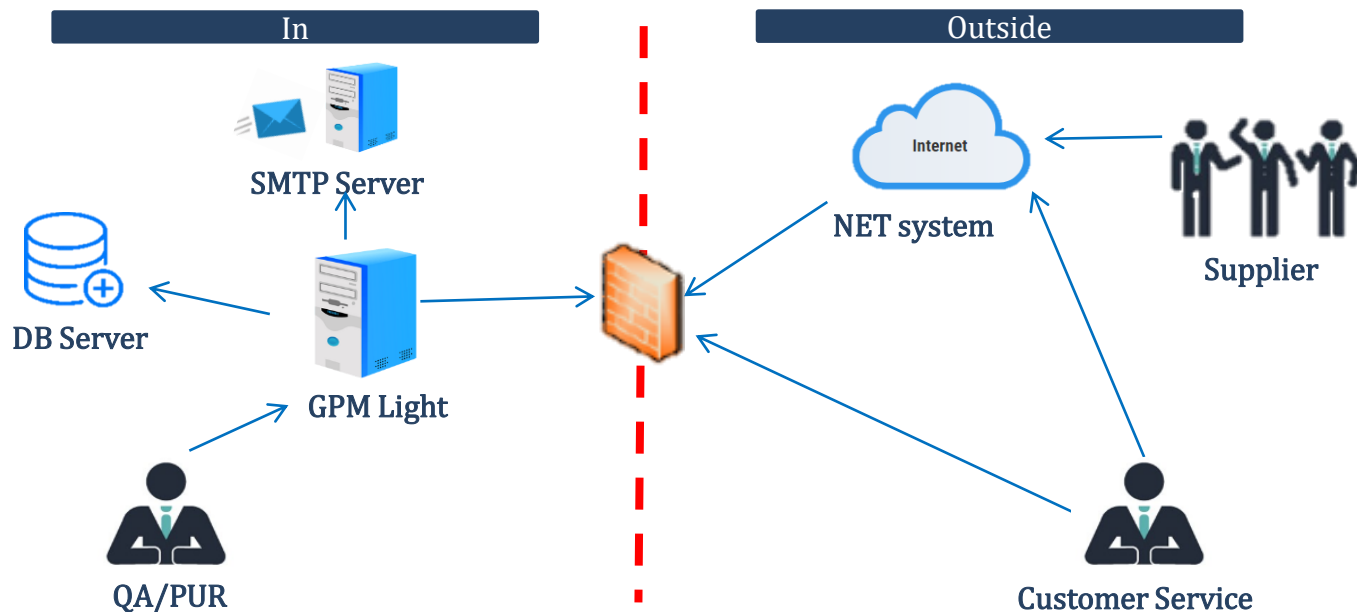 In
Outside
SMTP Server
Internet
NET system
Supplier
DB Server
GPM Light
QA/PUR
Customer Service